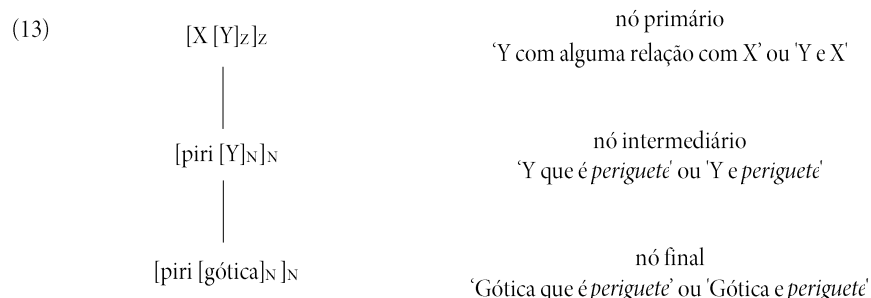 (13)
[X [Y]Z]Z
nó primário
‘Y com alguma relação com X’ ou 'Y e X'
[piri [Y]N]N
nó intermediário
‘Y que é periguete' ou 'Y e periguete'
[piri [gótica]N ]N
nó final
‘Gótica que é periguete’ ou 'Gótica e periguete'